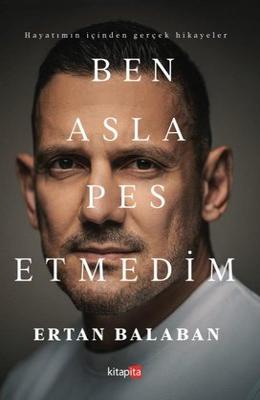 Hayatımın içinden gerçek hikayeler
BEN
ASLA
PES
ETMEDİM
ERTAN BALABAN
kitapita